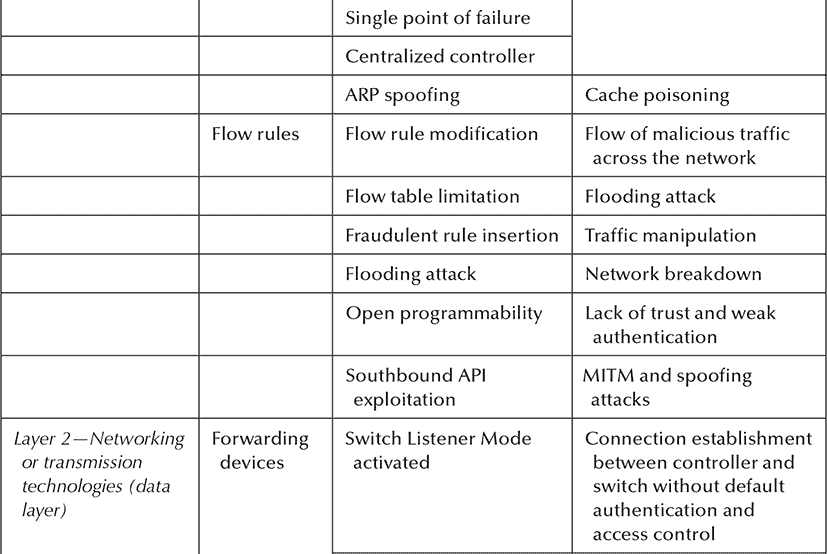 Single point of failure
Centralized controller
ARP spoofing
Cache poisoning
Flow rules
Flow rule modification
Flow of malicious traffic
across the network
Flow table limitation
Flooding attack
Fraudulent rule insertion
Traffic manipulation
Flooding attack
Network breakdown
Open programmability
Lack of trust and weak
authentication
Southbound API
exploitation
MITM and spoofing
attacks
Layer 2—Networking
or transmission
technologies (data
layer)
Forwarding
devices
Switch Listener Mode
activated
Connection establishment
between controller and
switch without default
authentication and
access control